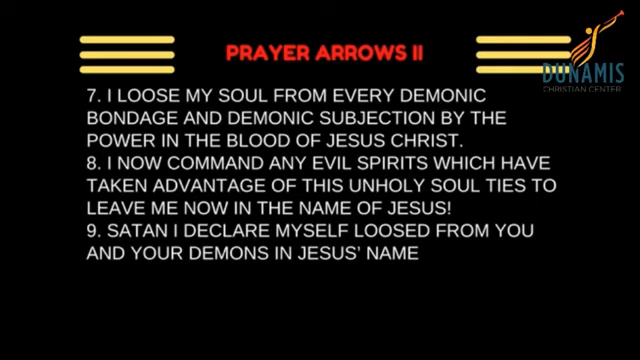 PRAYER ARROWS II
DUNAMIS
CHRISTIAN CENTER
7. I LOOSE MY SOUL FROM EVERY DEMONIC
BONDAGE AND DEMONIC SUBJECTION BY THE
POWER IN THE BLOOD OF JESUS CHRIST.
8. I NOW COMMAND ANY EVIL SPIRITS WHICH HAVE
TAKEN ADVANTAGE OF THIS UNHOLY SOUL TIES TO
LEAVE ME NOW IN THE NAME OF JESUS!
9. SATAN I DECLARE MYSELF LOOSED FROM YOU
AND YOUR DEMONS IN JESUS’ NAME